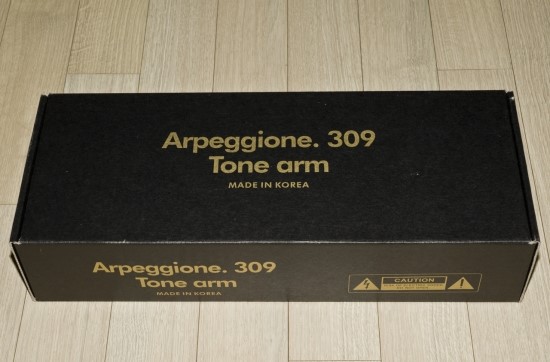 Arpeggione. 309
Tone arm
MADE IN KOREA
Arpeggione. 309
Tone arm
MADE IN KOREA
CAUTION